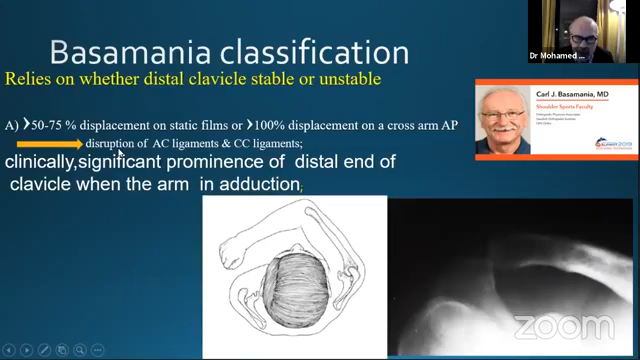 Basamania classification
Relies on whether distal clavicle stable or unstable
A) >50-75 % displacement on static films or >100% displacement on a cross arm AP
disruption of AC ligaments & CC ligaments;
clinically,significant prominence of distal end of
clavicle when the arm in adduction;
Dr Mohamed ...
Carl J. Basamania, MD
Shoulder Sports Faculty
zoom